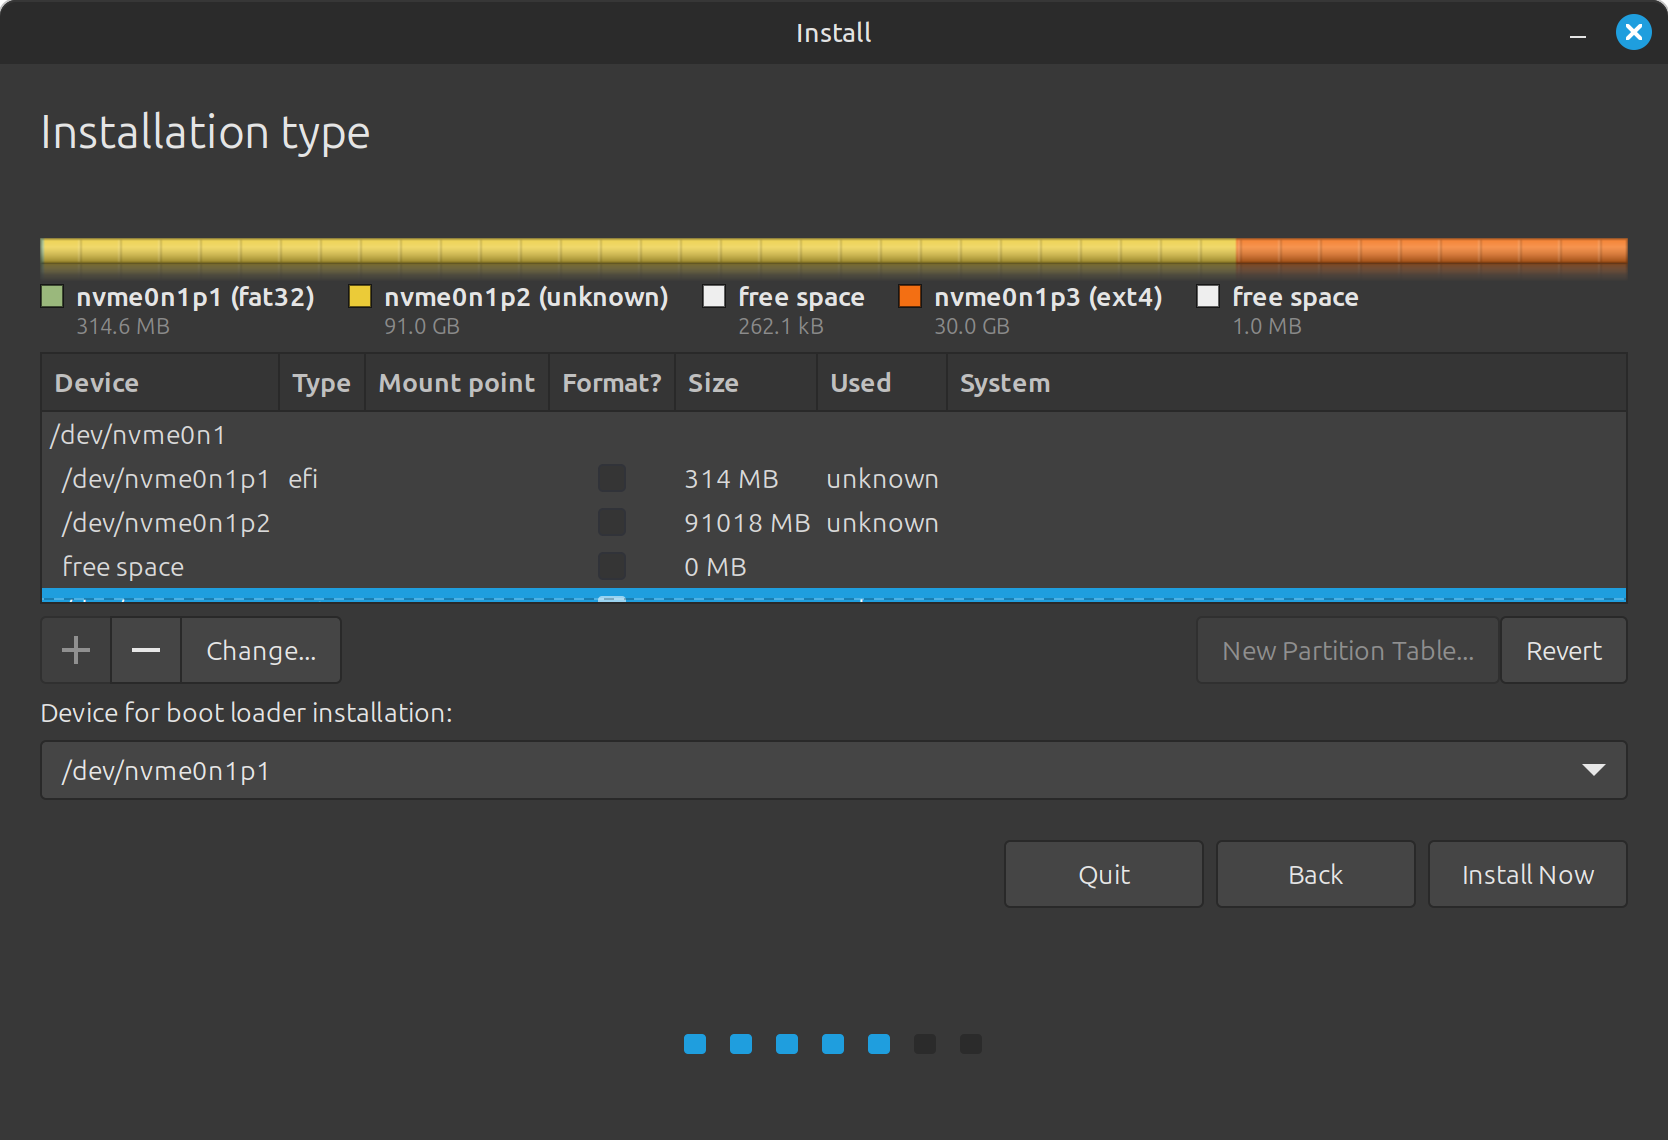 Install
Installation type
nvme0n1p1 (fat32) nvme0n1p2 (unknown) free space nvme0n1p3 (ext4) free space
314.6 MB 91.0 GB 262.1 kB 30.0 GB 1.0 MB
Device Type Mount point Format? Size Used System
/dev/nvme0n1
/dev/nvme0n1p1 efi 314 MB unknown
/dev/nvme0n1p2 91018 MB unknown
free space 0 MB
Change... New Partition Table... Revert
Device for boot loader installation:
/dev/nvme0n1p1
Quit Back Install Now